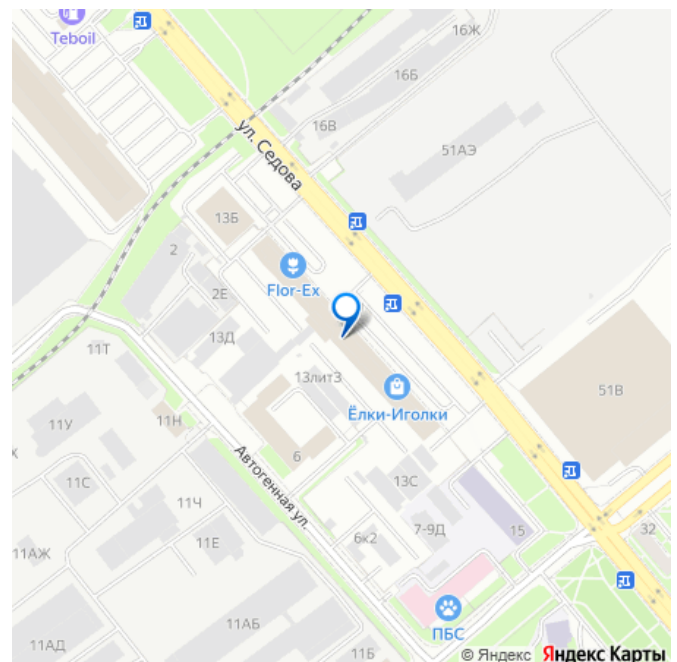 Teboil
16Ж
16Б
16В
51АЭ
ул. Седова
13Б
2
Flor-Ex
2Е
13Д
11Т
13лит3
51В
Ёлки-Иголки
11У
11Н
6
Автогенная ул.
11С
13С
11Ч
15
7-9Д
6к2
32
11Е
11АЖ
ПБС
11АБ
11АД
11Б
© Яндекс Яндекс Карты